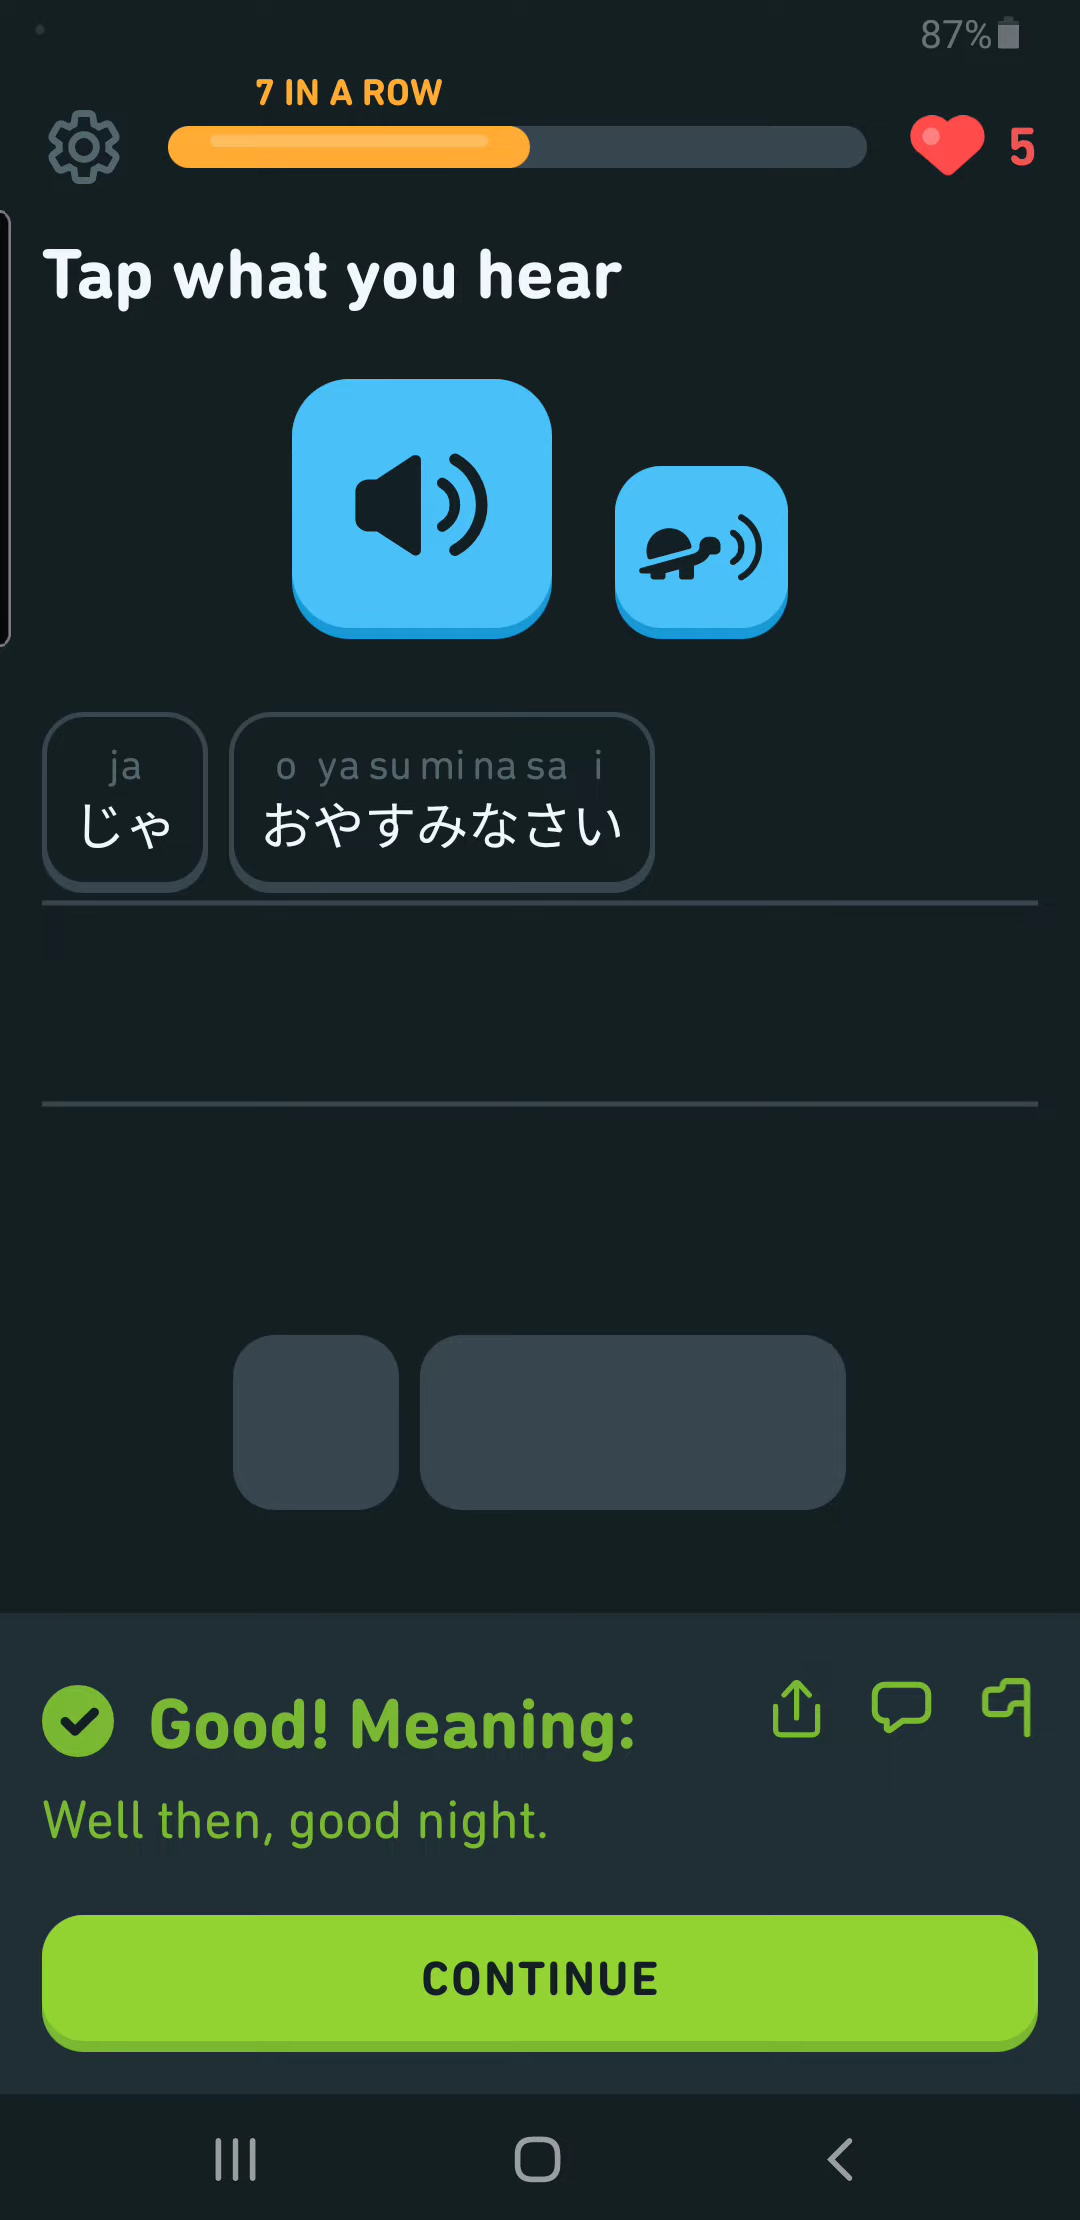 87%
7 IN A ROW
5
Tap what you hear
ja
じゃ
o ya su mi na sa i
おやすみなさい
Good! Meaning:
Well then, good night.
CONTINUE